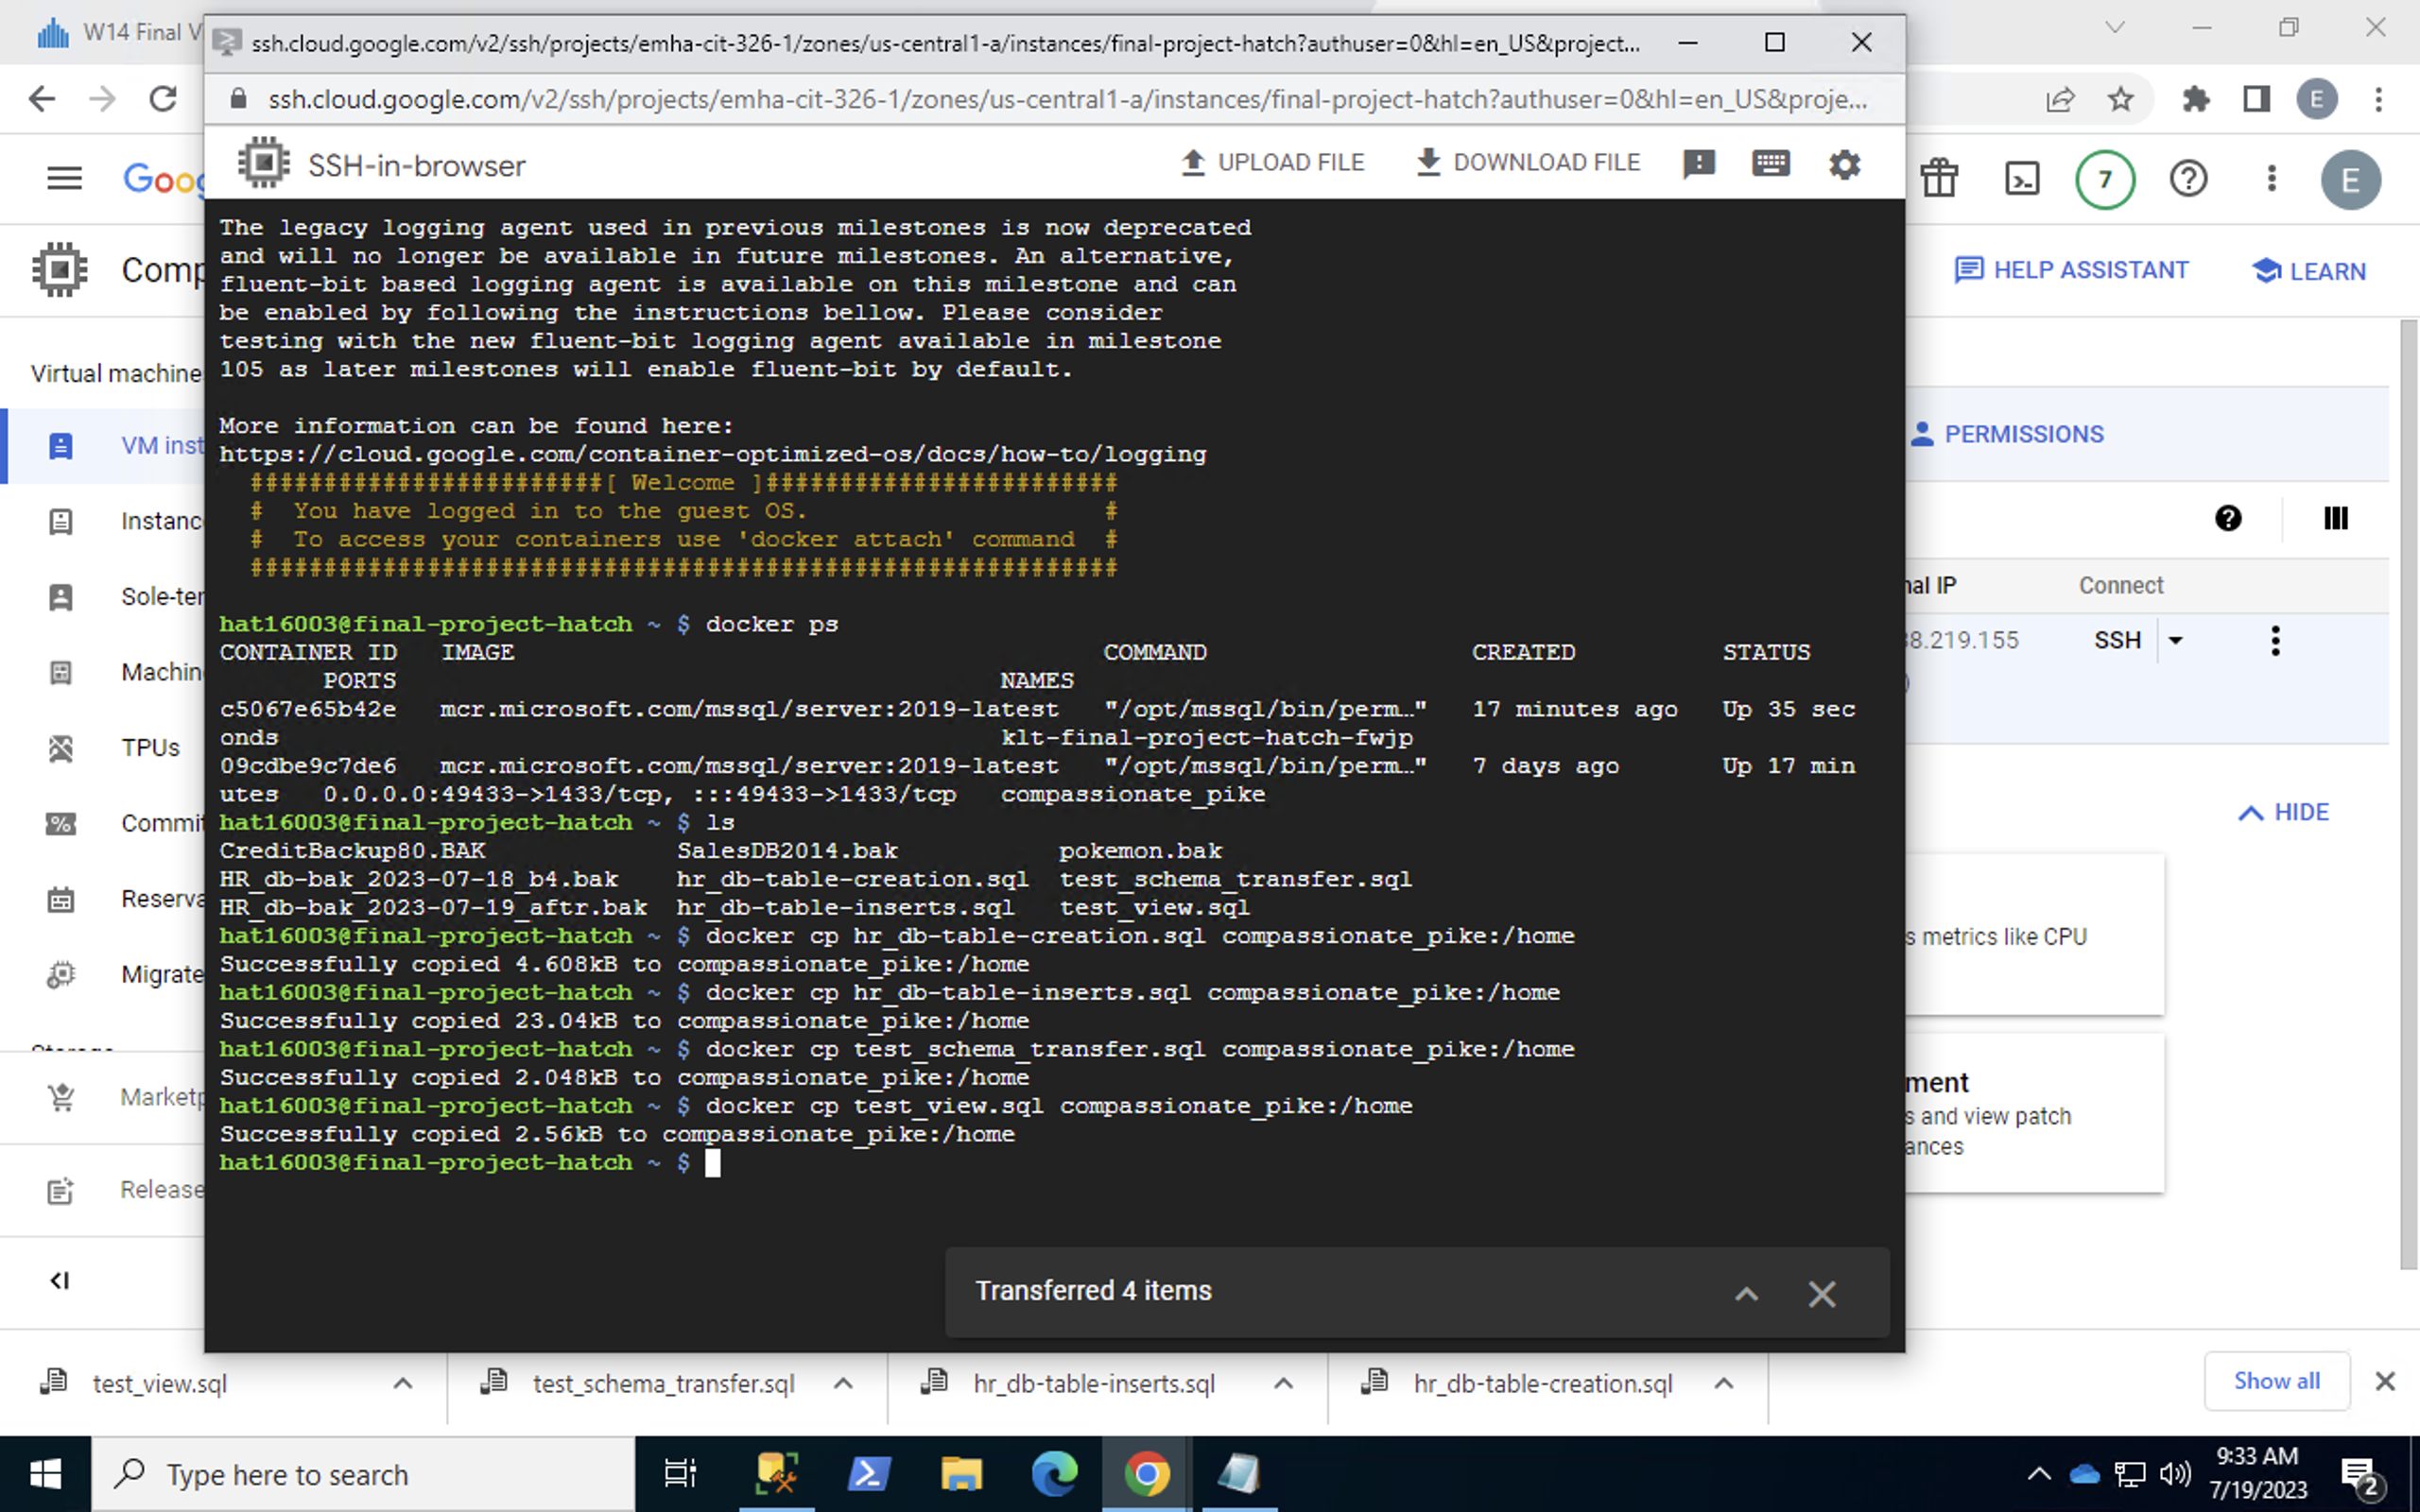 W14 Final V
ssh.cloud.google.com/v2/ssh/projects/emha-cit-326-1/zones/us-central1-a/instances/final-project-hatch?authuser=0&hl=en_US&project...
ssh.cloud.google.com/v2/ssh/projects/emha-cit-326-1/zones/us-central1-a/instances/final-project-hatch?authuser=0&hl=en_US&proje...
E
SSH-in-browser
UPLOAD FILE
DOWNLOAD FILE
Goog
7
E
Comp
HELP ASSISTANT
LEARN
Virtual machine
VM inst
Instanc
Sole-ter
Machin
TPUs
Commit
Reserva
Migrate
Marketp
Release
The legacy logging agent used in previous milestones is now deprecated
and will no longer be available in future milestones. An alternative,
fluent-bit based logging agent is available on this milestone and can
be enabled by following the instructions bellow. Please consider
testing with the new fluent-bit logging agent available in milestone
105 as later milestones will enable fluent-bit by default.
More information can be found here:
https://cloud.google.com/container-optimized-os/docs/how-to/logging
########################[ Welcome ]########################
#  You have logged in to the guest OS.                    #
#  To access your containers use 'docker attach' command  #
###########################################################
hat16003@final-project-hatch ~ $ docker ps
CONTAINER ID   IMAGE                                        COMMAND                  CREATED          STATUS
       PORTS                                         NAMES
c5067e65b42e   mcr.microsoft.com/mssql/server:2019-latest   "/opt/mssql/bin/perm…"   17 minutes ago   Up 35 sec
onds                                                 klt-final-project-hatch-fwjp
09cdbe9c7de6   mcr.microsoft.com/mssql/server:2019-latest   "/opt/mssql/bin/perm…"   7 days ago       Up 17 min
utes   0.0.0.0:49433->1433/tcp, :::49433->1433/tcp   compassionate_pike
hat16003@final-project-hatch ~ $ ls
CreditBackup80.BAK             SalesDB2014.bak           pokemon.bak
HR_db-bak_2023-07-18_b4.bak    hr_db-table-creation.sql  test_schema_transfer.sql
HR_db-bak_2023-07-19_aftr.bak  hr_db-table-inserts.sql   test_view.sql
hat16003@final-project-hatch ~ $ docker cp hr_db-table-creation.sql compassionate_pike:/home
Successfully copied 4.608kB to compassionate_pike:/home
hat16003@final-project-hatch ~ $ docker cp hr_db-table-inserts.sql compassionate_pike:/home
Successfully copied 23.04kB to compassionate_pike:/home
hat16003@final-project-hatch ~ $ docker cp test_schema_transfer.sql compassionate_pike:/home
Successfully copied 2.048kB to compassionate_pike:/home
hat16003@final-project-hatch ~ $ docker cp test_view.sql compassionate_pike:/home
Successfully copied 2.56kB to compassionate_pike:/home
hat16003@final-project-hatch ~ $
Transferred 4 items
PERMISSIONS
nal IP
Connect
8.219.155
SSH
)
HIDE
s metrics like CPU
ment
s and view patch
ances
test_view.sql
test_schema_transfer.sql
hr_db-table-inserts.sql
hr_db-table-creation.sql
Show all
Type here to search
9:33 AM
7/19/2023
2